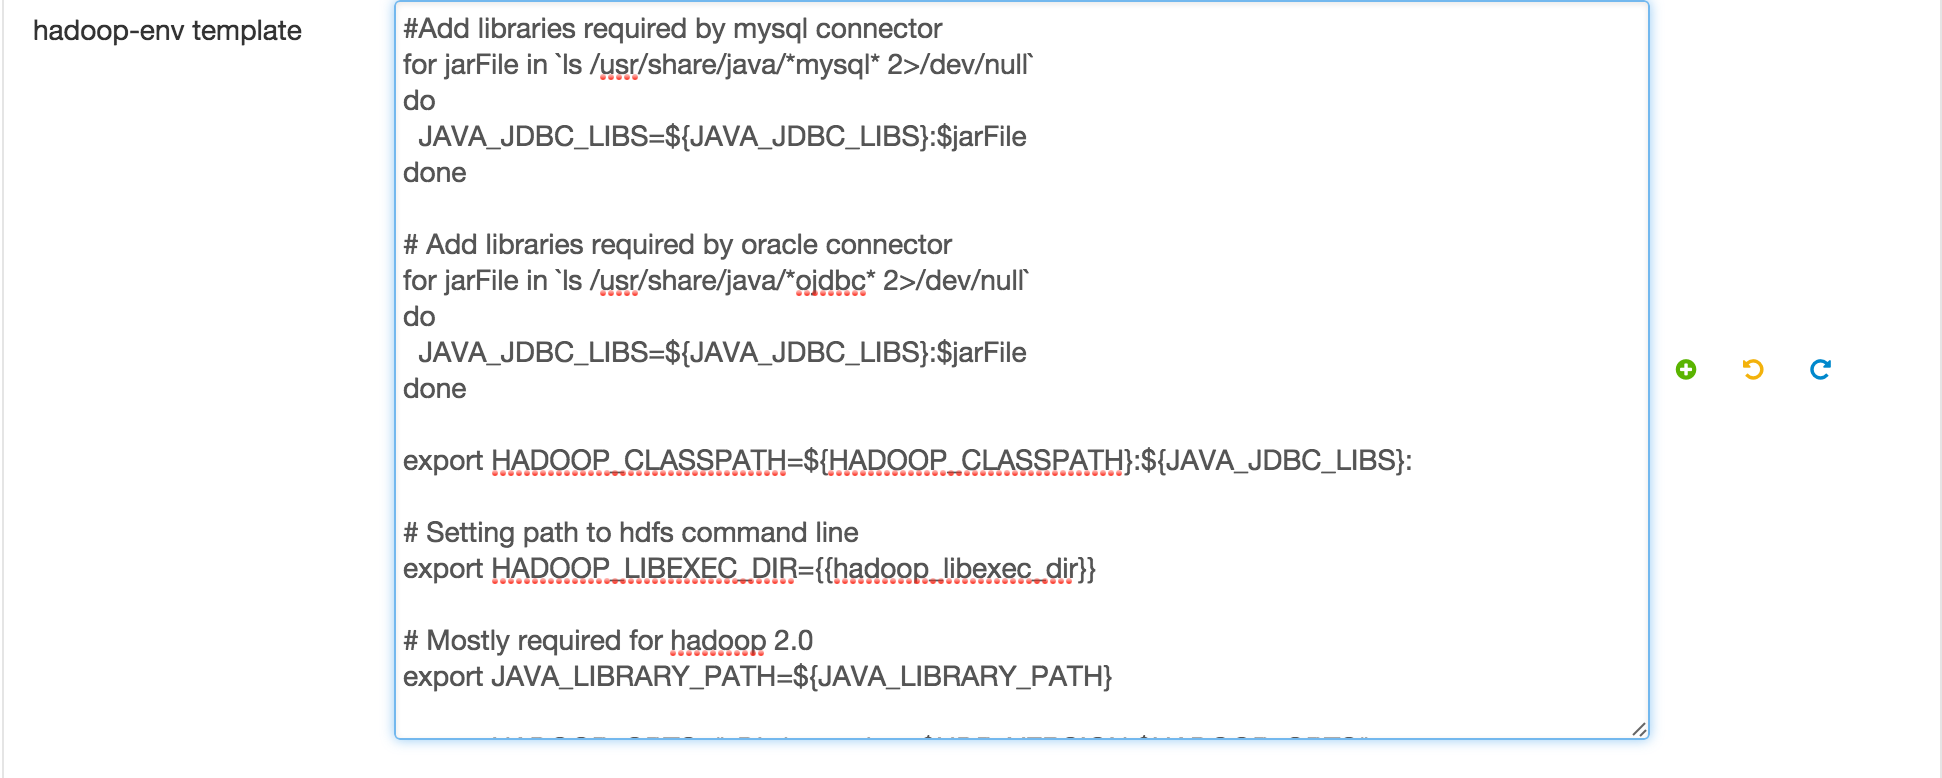 hadoop-env template
#Add libraries required by mysql connector
for jarFile in `ls /usr/share/java/*mysql* 2>/dev/null`
do
  JAVA_JDBC_LIBS=${JAVA_JDBC_LIBS}:$jarFile
done
# Add libraries required by oracle connector
for jarFile in `ls /usr/share/java/*ojdbc* 2>/dev/null`
do
  JAVA_JDBC_LIBS=${JAVA_JDBC_LIBS}:$jarFile
done
export HADOOP_CLASSPATH=${HADOOP_CLASSPATH}:${JAVA_JDBC_LIBS}:
# Setting path to hdfs command line
export HADOOP_LIBEXEC_DIR={{hadoop_libexec_dir}}
# Mostly required for hadoop 2.0
export JAVA_LIBRARY_PATH=${JAVA_LIBRARY_PATH}